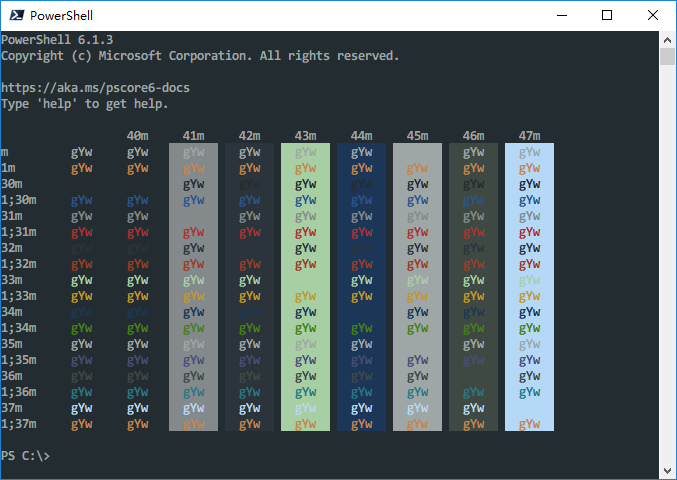 PowerShell
PowerShell 6.1.3
Copyright (c) Microsoft Corporation. All rights reserved.
https://aka.ms/pscore6-docs
Type 'help' to get help.
40m 41m 42m 43m 44m 45m 46m 47m
m gYw gYw gYw gYw gYw gYw gYw gYw
1m gYw gYw gYw gYw gYw gYw gYw gYw gYw
30m gYw gYw gYw gYw gYw gYw gYw
1;30m gYw gYw gYw gYw gYw gYw gYw gYw gYw
31m gYw gYw gYw gYw gYw gYw gYw gYw
1;31m gYw gYw gYw gYw gYw gYw gYw gYw gYw
32m gYw gYw gYw gYw gYw gYw gYw gYw
1;32m gYw gYw gYw gYw gYw gYw gYw gYw gYw
33m gYw gYw gYw gYw gYw gYw gYw gYw
1;33m gYw gYw gYw gYw gYw gYw gYw gYw gYw
34m gYw gYw gYw gYw gYw gYw gYw gYw
1;34m gYw gYw gYw gYw gYw gYw gYw gYw gYw
35m gYw gYw gYw gYw gYw gYw gYw gYw
1;35m gYw gYw gYw gYw gYw gYw gYw gYw gYw
36m gYw gYw gYw gYw gYw gYw gYw gYw
1;36m gYw gYw gYw gYw gYw gYw gYw gYw gYw
37m gYw gYw gYw gYw gYw gYw gYw gYw
1;37m gYw gYw gYw gYw gYw gYw gYw gYw gYw
PS C:\>